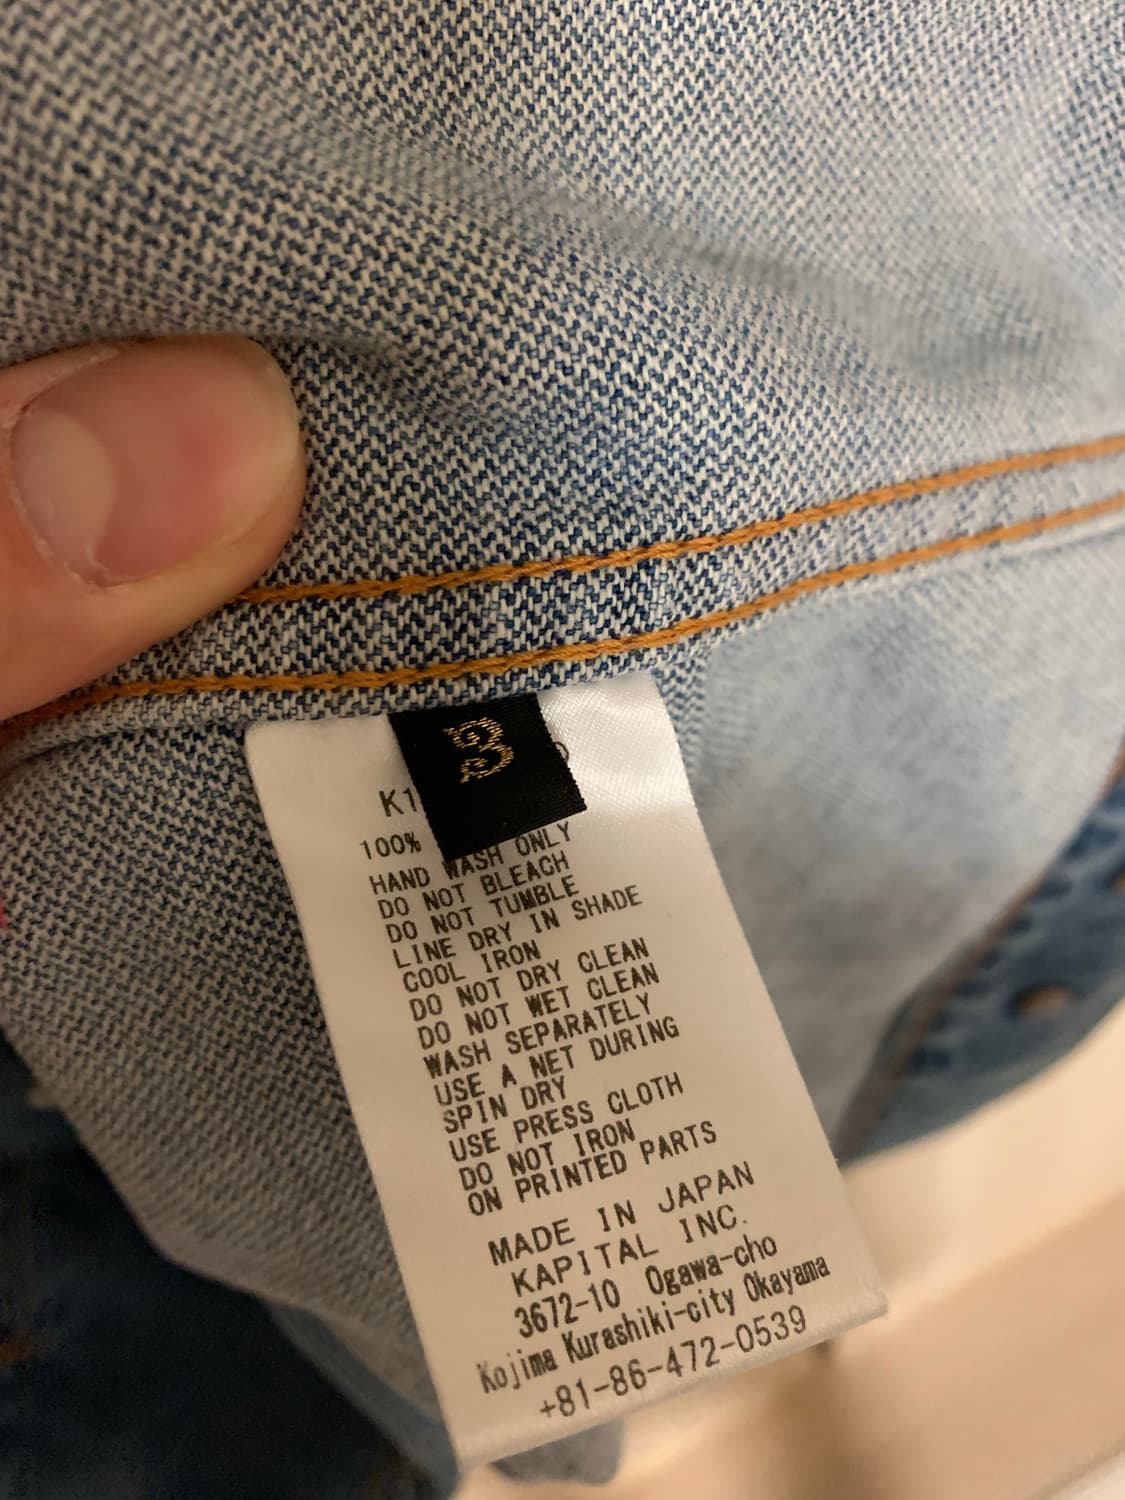 3
K1
100%
HAND WASH ONLY
DO NOT BLEACH
DO NOT TUMBLE
LINE DRY IN SHADE
COOL IRON
DO NOT DRY CLEAN
DO NOT WET CLEAN
WASH SEPARATELY
USE A NET DURING
SPIN DRY
USE PRESS CLOTH
DO NOT IRON
ON PRINTED PARTS
MADE IN JAPAN
KAPITAL INC.
3672-10 Ogawa-cho
Kojima Kurashiki-city Okayama
+81-86-472-0539